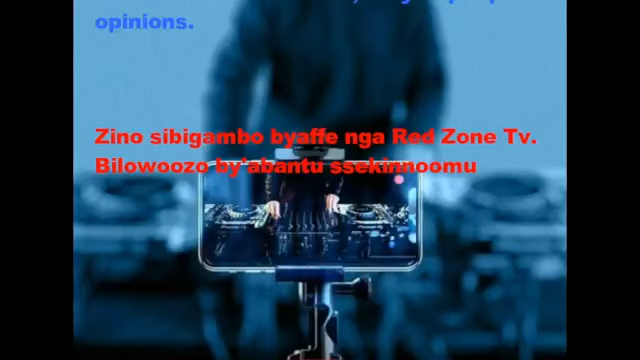 opinions.
Zino sibigambo byaffe nga Red Zone Tv.
Bilowoozo by'abantu ssekinnoomu